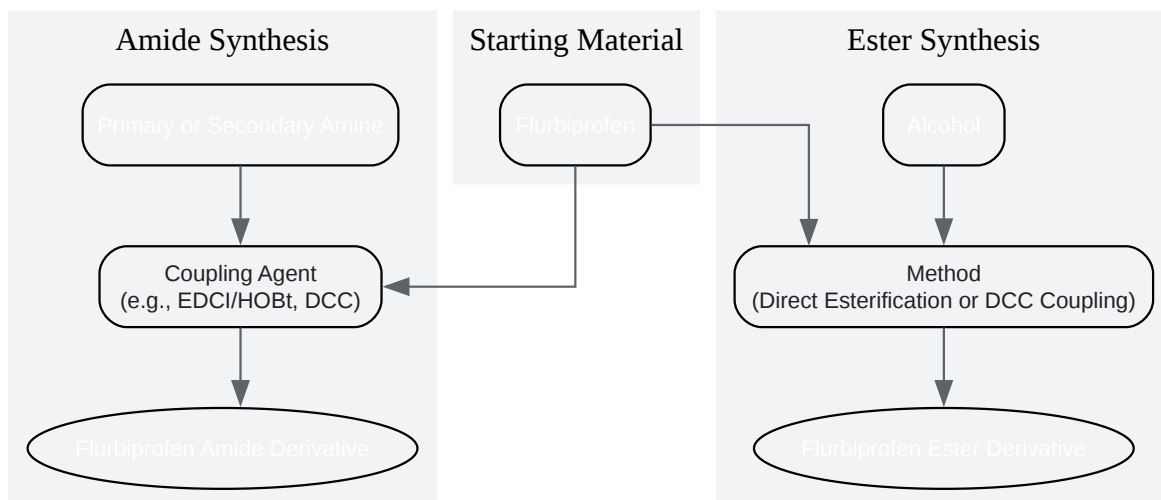 Amide Synthesis
Starting Material
Ester Synthesis
Primary or Secondary Amine
Flurbiprofen
Alcohol
Coupling Agent
(e.g., EDCI/HOBt, DCC)
Method
(Direct Esterification or DCC Coupling)
Flurbiprofen Amide Derivative
Flurbiprofen Ester Derivative